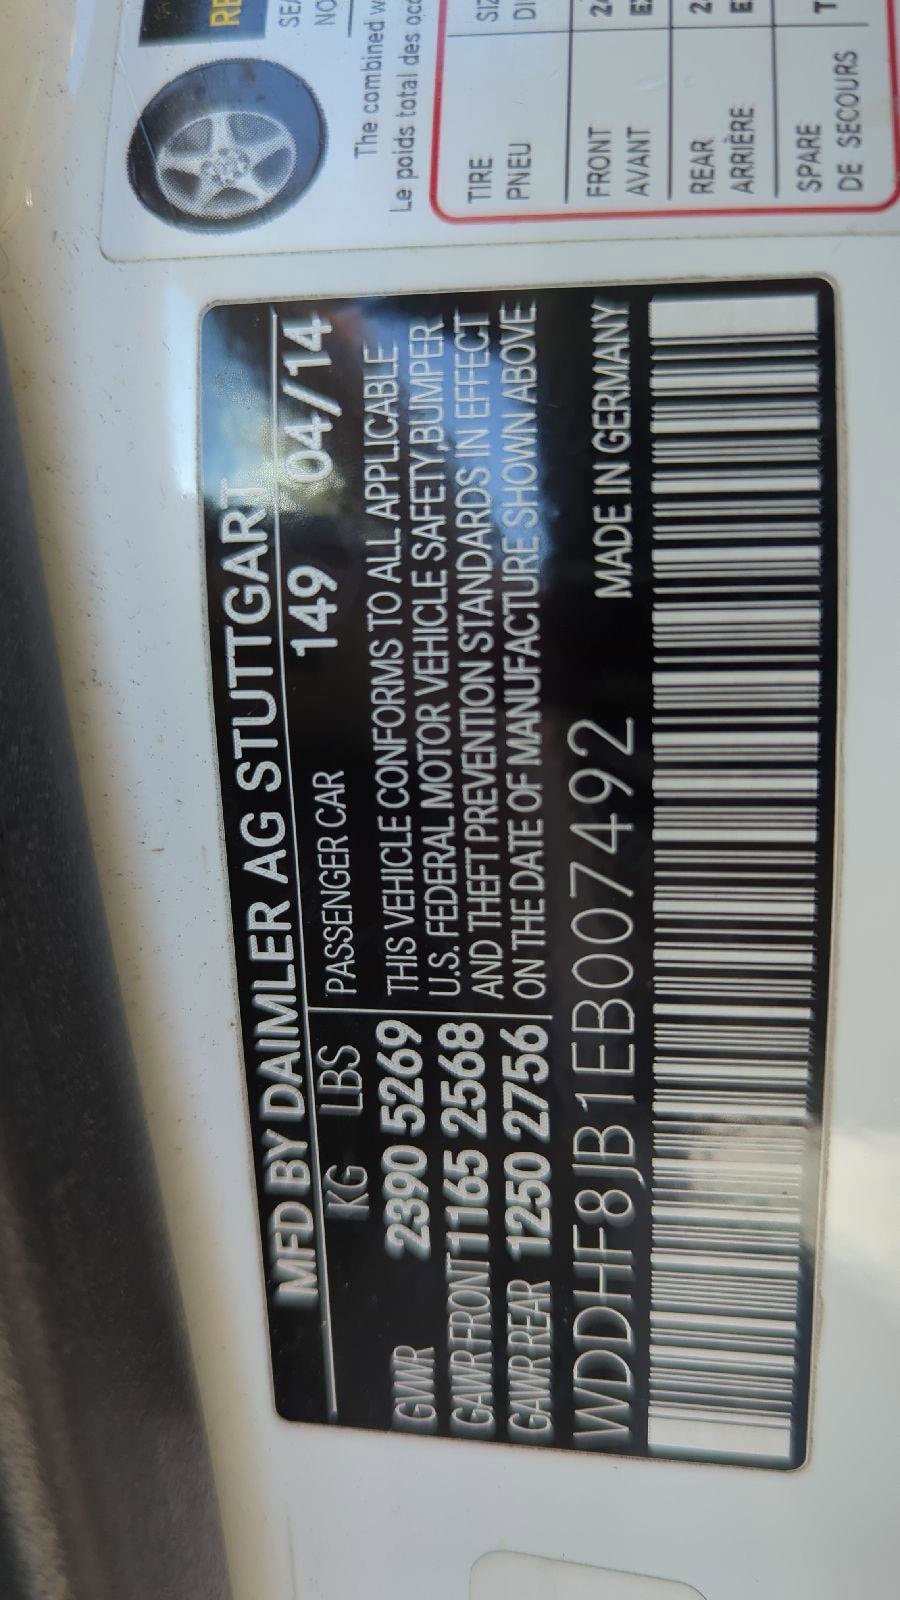 MFD BY DAIMLER AG STUTTGART
KG LBS PASSENGER CAR 149 04/14
GVWR 2390 5269 THIS VEHICLE CONFORMS TO ALL APPLICABLE
GAWR FRONT 1165 2568 U.S. FEDERAL MOTOR VEHICLE SAFETY,BUMPER
GAWR REAR 1250 2756 AND THEFT PREVENTION STANDARDS IN EFFECT
ON THE DATE OF MANUFACTURE SHOWN ABOVE
WDDHF8JB1EB007492 MADE IN GERMANY
The combined
Le poids total des
TIRE
PNEU
FRONT
AVANT
REAR
ARRIÈRE
SPARE
DE SECOURS